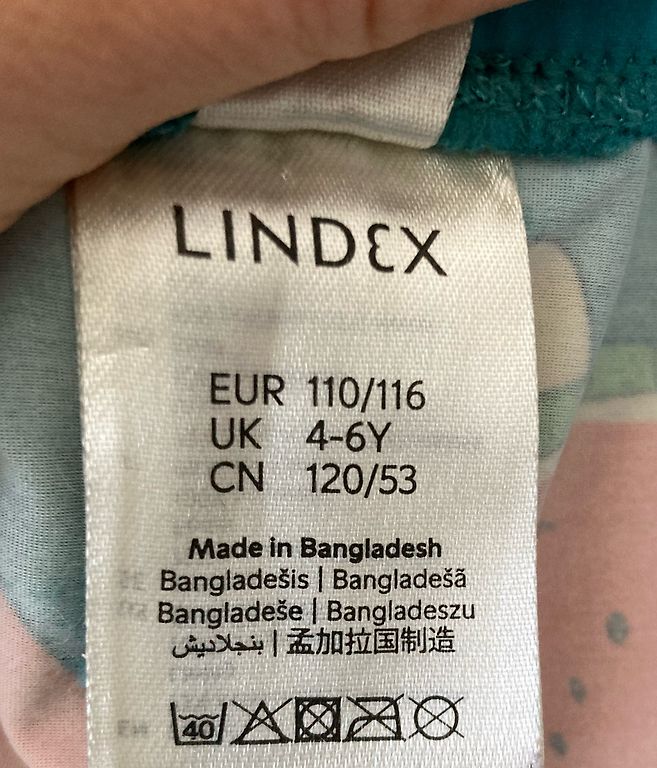 LINDEX
EUR 110/116
UK 4-6Y
CN 120/53
Made in Bangladesh
Bangladešis | Bangladešā
Bangladeše | Bangladeszu
بنجلاديش | 孟加拉国制造
40